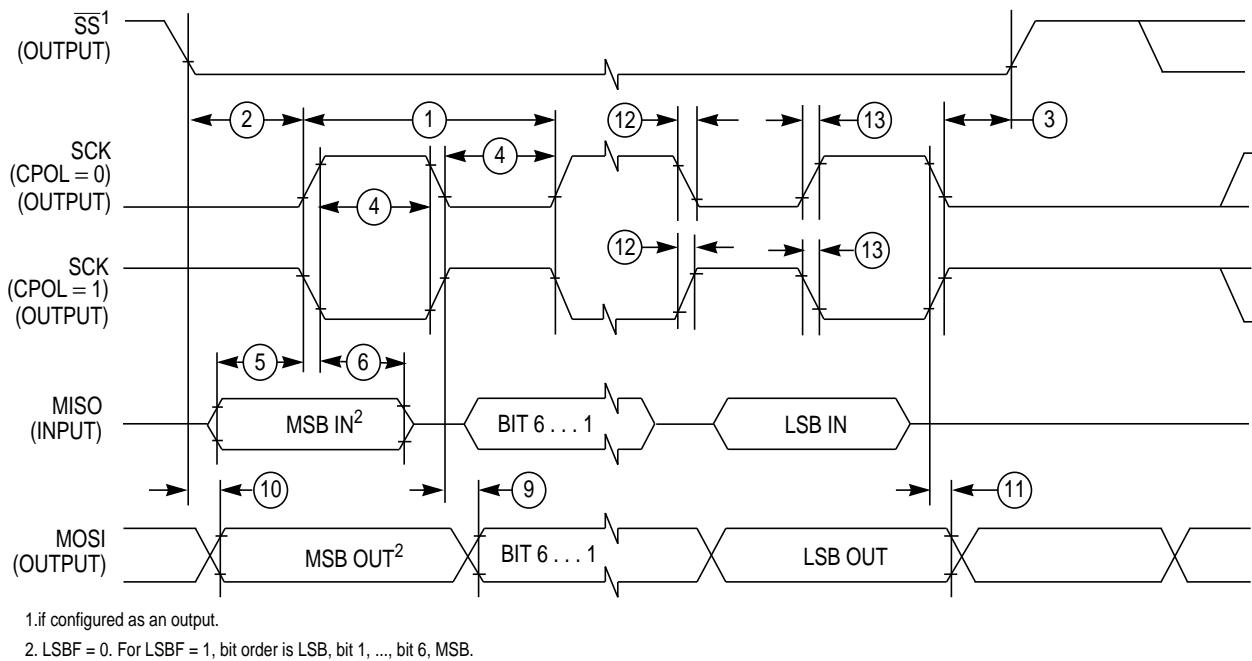 SS1
(OUTPUT)
2
1
12
13
3
SCK
(CPOL = 0)
(OUTPUT)
4
4
12
13
SCK
(CPOL = 1)
(OUTPUT)
5
6
MISO
(INPUT)
MSB IN2
BIT 6 . . . 1
LSB IN
10
9
11
MOSI
(OUTPUT)
MSB OUT2
BIT 6 . . . 1
LSB OUT
1.if configured as an output.
2. LSBF = 0. For LSBF = 1, bit order is LSB, bit 1, ..., bit 6, MSB.